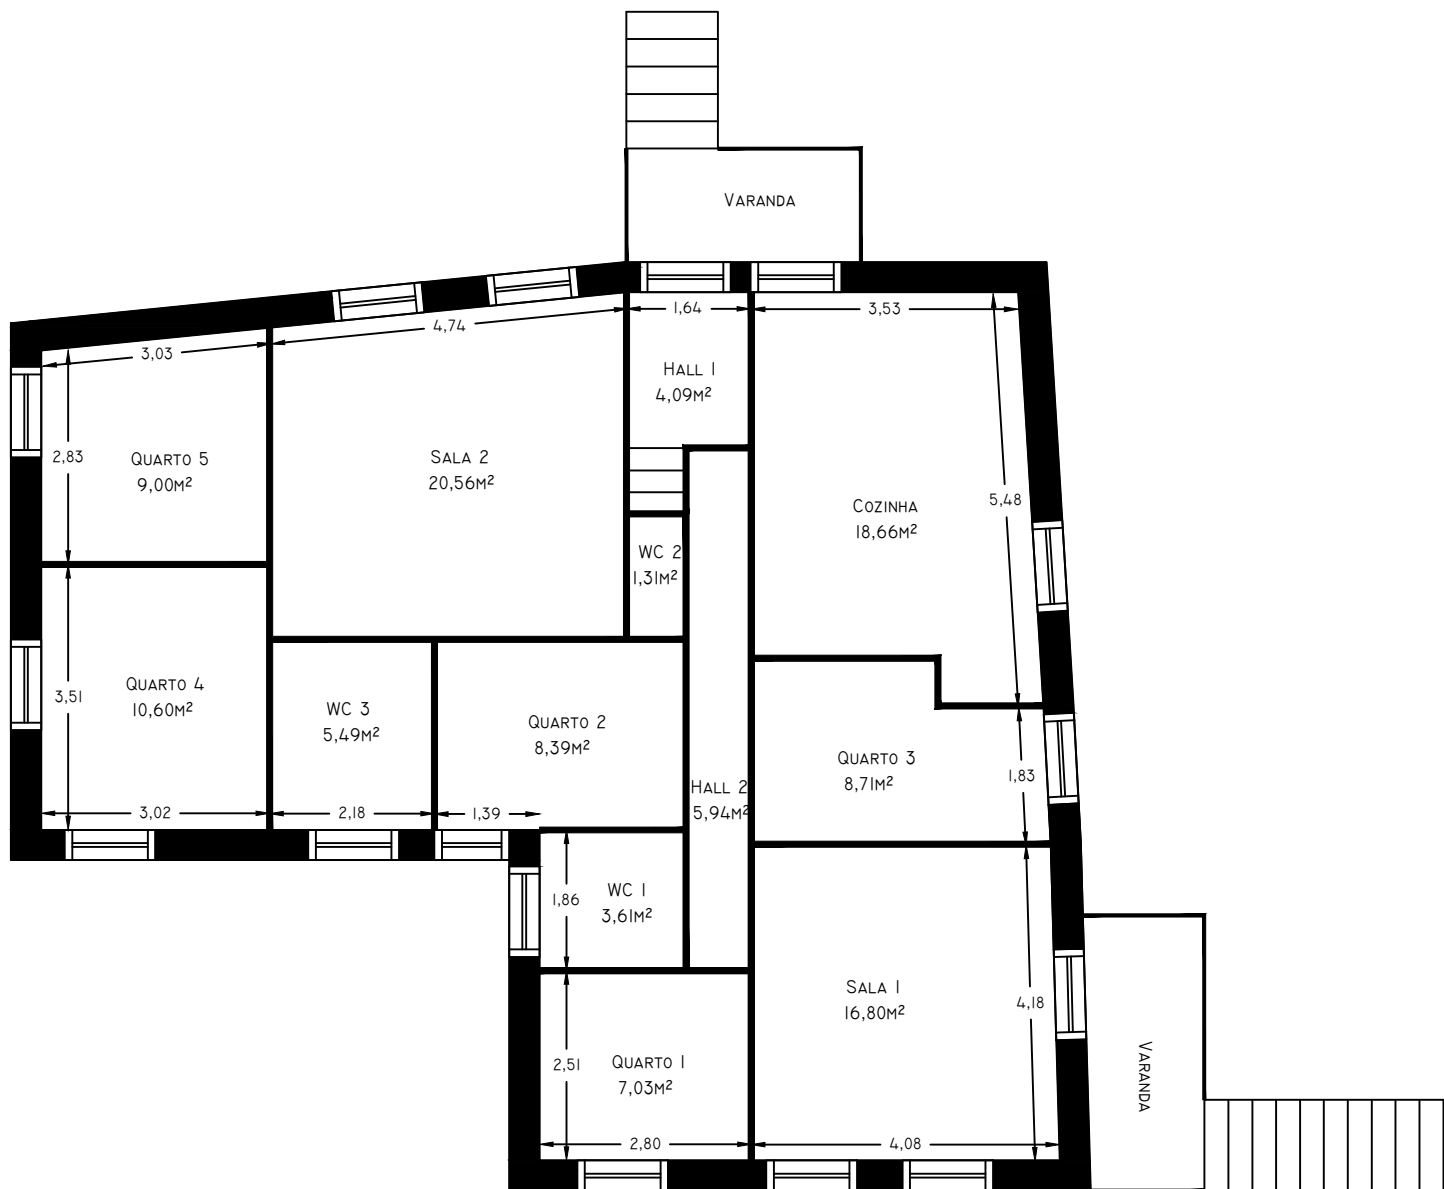 VARANDA
1,64
3,53
4,74
3,03
HALL 1
4,09M²
2,83
QUARTO 5
9,00M²
SALA 2
20,56M²
5,48
COZINHA
18,66M²
WC 2
1,31M²
3,51
QUARTO 4
10,60M²
WC 3
5,49M²
QUARTO 2
8,39M²
HALL 2
5,94M²
QUARTO 3
8,71M²
1,83
3,02
2,18
1,39
1,86
WC 1
3,61M²
SALA 1
16,80M²
4,18
2,51
QUARTO 1
7,03M²
VARANDA
2,80
4,08